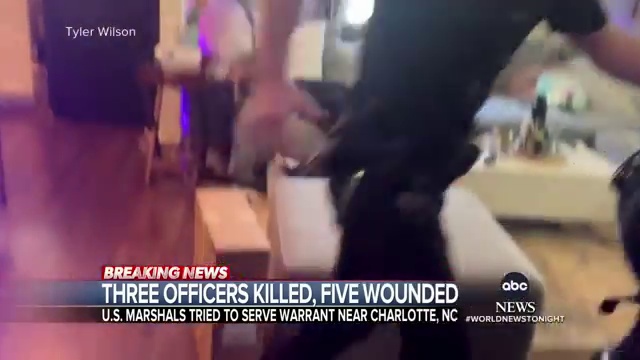 Tyler Wilson
BREAKING NEWS
THREE OFFICERS KILLED, FIVE WOUNDED
U.S. MARSHALS TRIED TO SERVE WARRANT NEAR CHARLOTTE, NC
abc
NEWS
#WORLDNEWSTONIGHT